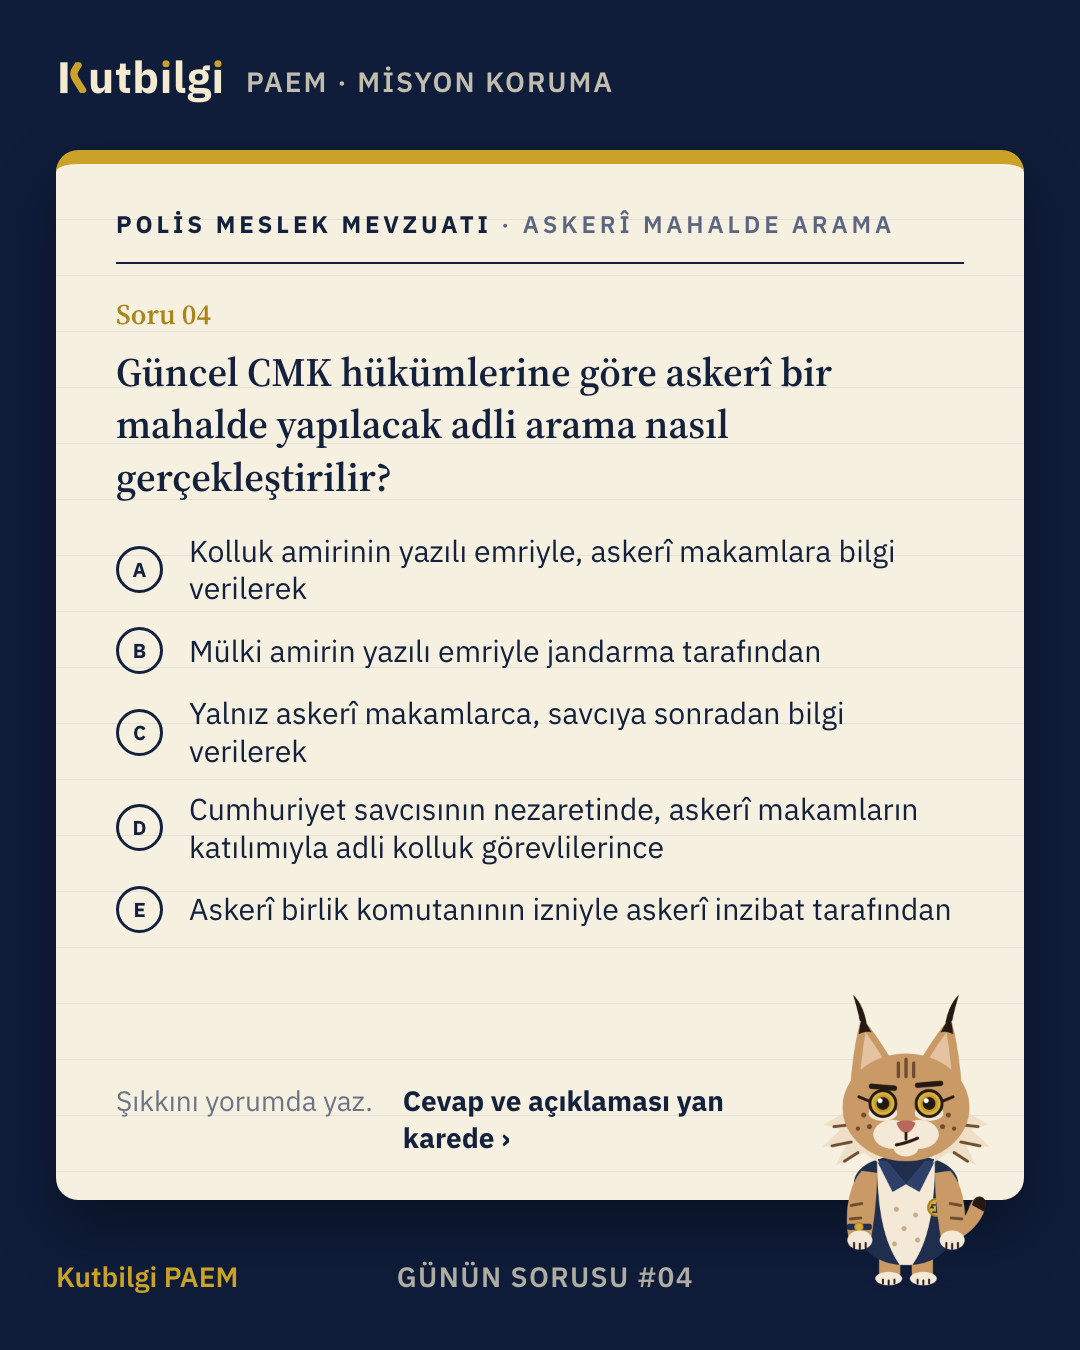 Kutbilgi PAEM · MİSYON KORUMA
POLİS MESLEK MEVZUATI · ASKERÎ MAHALDE ARAMA
Soru 04
Güncel CMK hükümlerine göre askerî bir
mahalde yapılacak adli arama nasıl
gerçekleştirilir?
A Kolluk amirinin yazılı emriyle, askerî makamlara bilgi
verilerek
B Mülki amirin yazılı emriyle jandarma tarafından
C Yalnız askerî makamlarca, savcıya sonradan bilgi
verilerek
D Cumhuriyet savcısının nezaretinde, askerî makamların
katılımıyla adli kolluk görevlilerince
E Askerî birlik komutanının izniyle askerî inzibat tarafından
Şıkkını yorumda yaz. Cevap ve açıklaması yan
karede ›
Kutbilgi PAEM GÜNÜN SORUSU #04